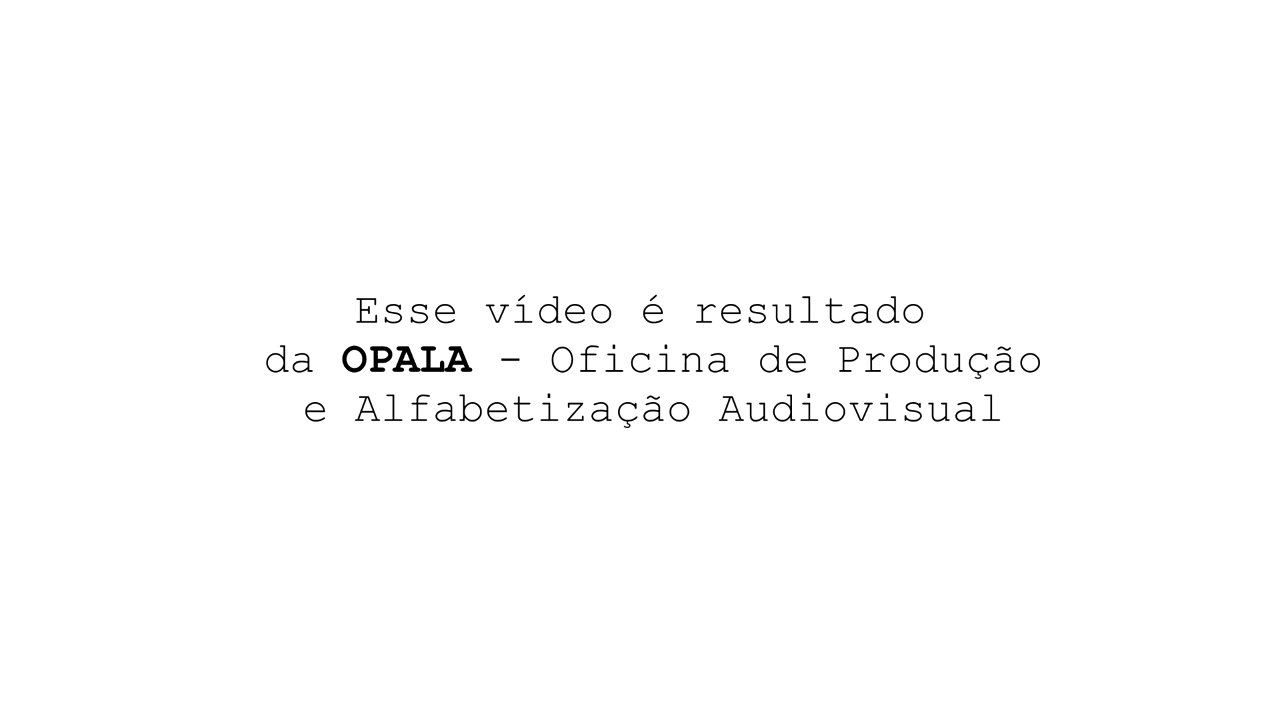 Esse vídeo é resultado
da OPALA - Oficina de Produção
e Alfabetização Audiovisual